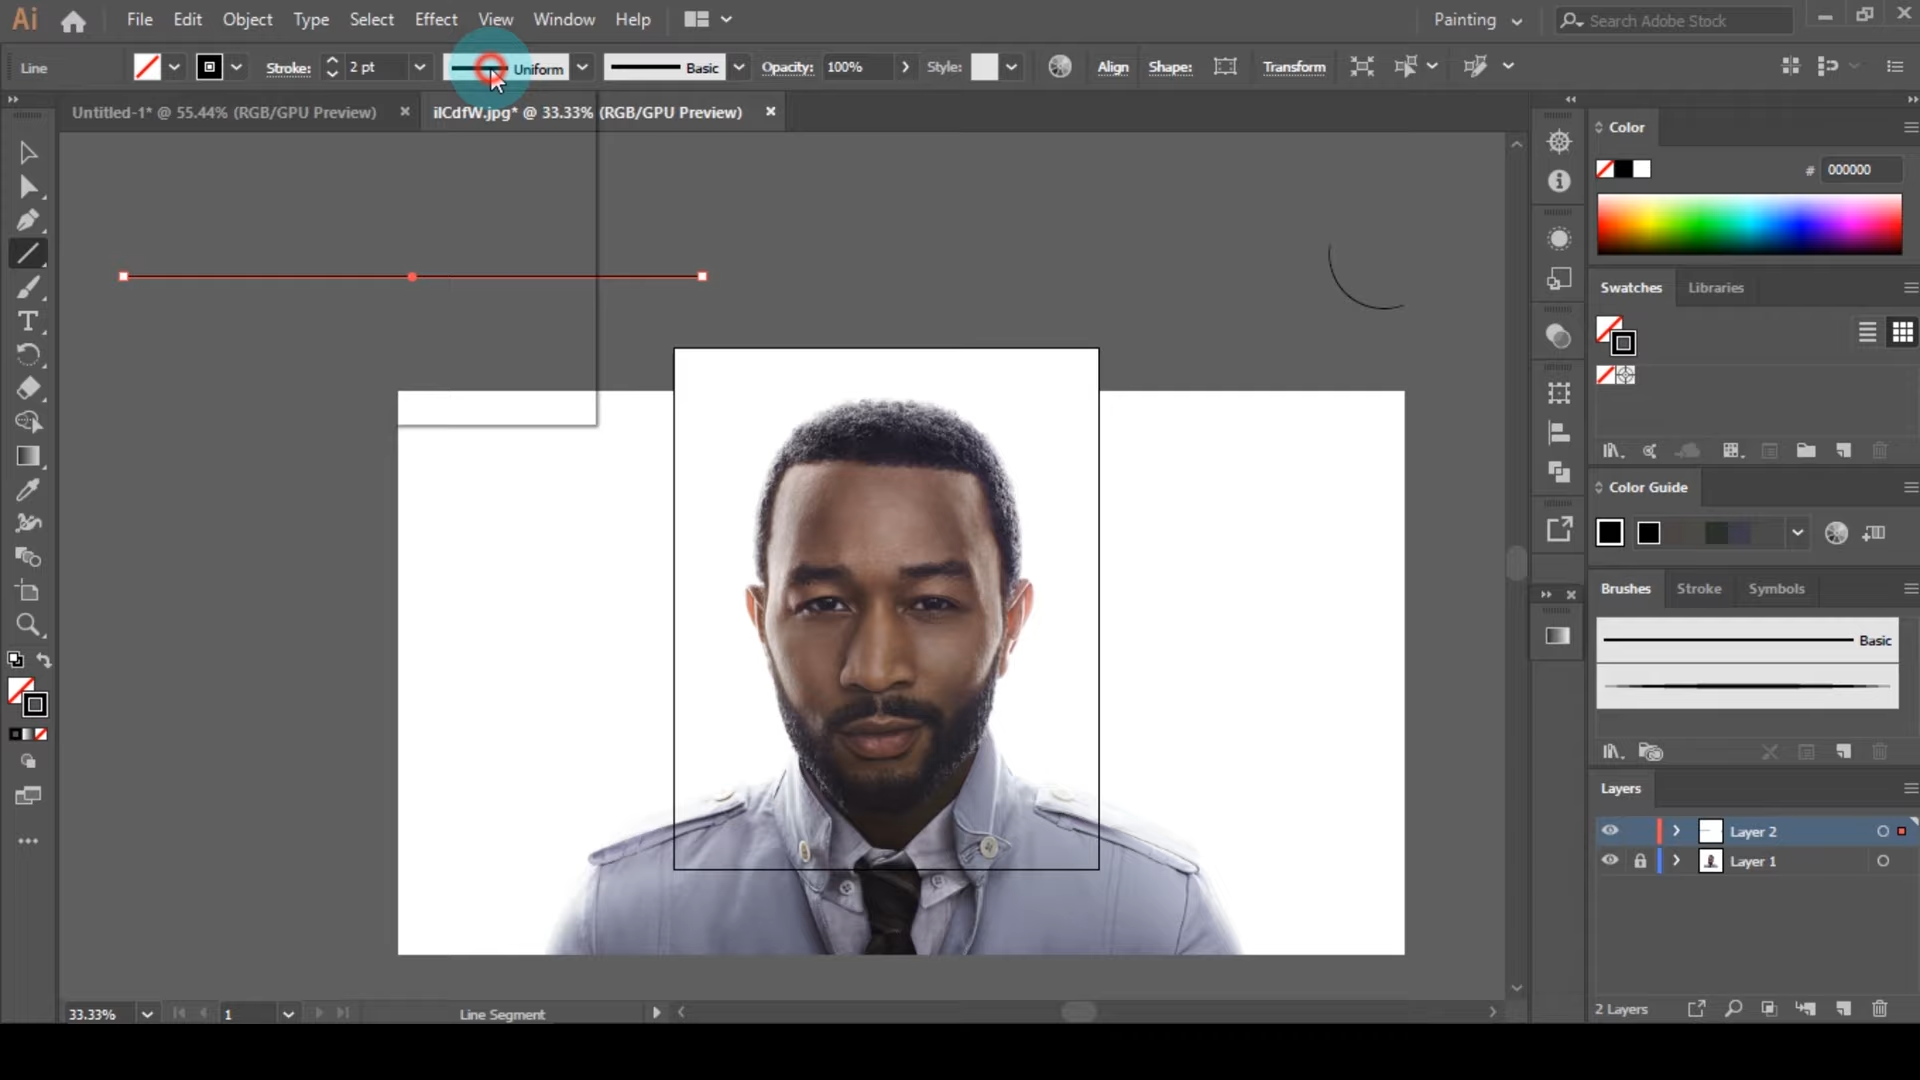 Ai File Edit Object Type Select Effect View Window Help Painting Search Adobe Stock
Line Stroke: 2 pt Uniform Basic Opacity: 100% Style: Align Shape: Transform
Untitled-1* @ 55.44% (RGB/GPU Preview) ilCdfW.jpg* @ 33.33% (RGB/GPU Preview)
Color
# 000000
Swatches Libraries
Color Guide
Brushes Stroke Symbols
Basic
Layers
Layer 2
Layer 1
33.33% 1 Line Segment 2 Layers